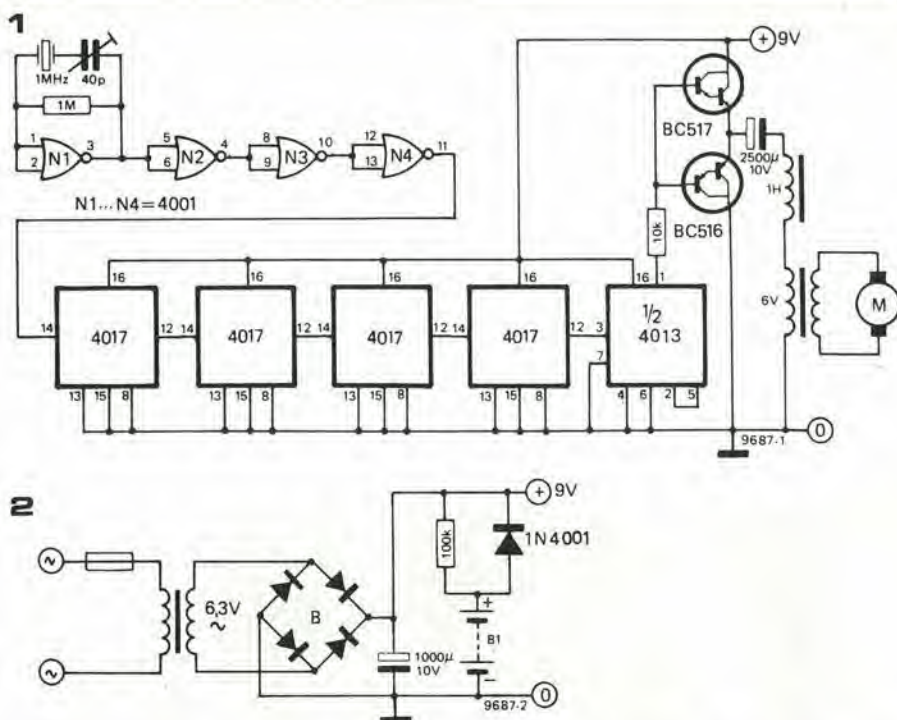 1
+ 9V
1MHz 40p
1M
1 2 N1 3 5 6 N2 4 8 9 N3 10 12 13 N4 11
N1...N4=4001
BC517
2500µ
10V
1H
BC516
10k
16 16 16 16 16 1
14 4017 12 14 4017 12 14 4017 12 14 4017 12 3 1/2 4013
7
6V
M
13 15 8 13 15 8 13 15 8 13 15 8 4 6 2 5
9687-1
0
2
+ 9V
100k
1N4001
6,3V
~
~
~
B
+
B1
-
1000µ
10V
9687-2
0